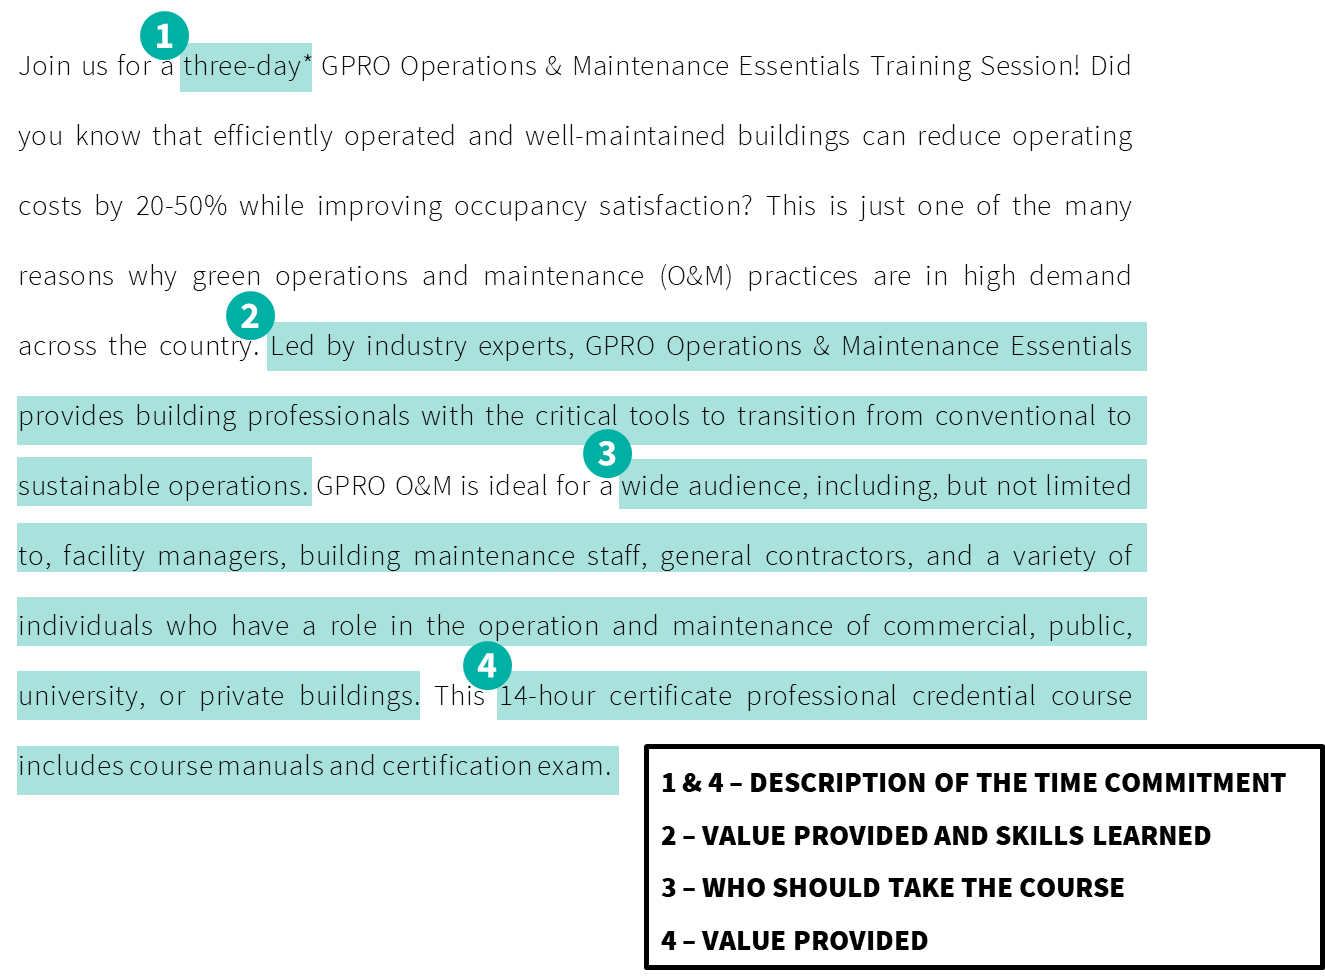 1
Join us for a three-day* GPRO Operations & Maintenance Essentials Training Session! Did
you know that efficiently operated and well-maintained buildings can reduce operating
costs by 20-50% while improving occupancy satisfaction? This is just one of the many
reasons why green operations and maintenance (O&M) practices are in high demand
2
across the country. Led by industry experts, GPRO Operations & Maintenance Essentials
provides building professionals with the critical tools to transition from conventional to
3
sustainable operations. GPRO O&M is ideal for a wide audience, including, but not limited
to, facility managers, building maintenance staff, general contractors, and a variety of
individuals who have a role in the operation and maintenance of commercial, public,
4
university, or private buildings. This 14-hour certificate professional credential course
includes course manuals and certification exam.
1 & 4 – DESCRIPTION OF THE TIME COMMITMENT
2 – VALUE PROVIDED AND SKILLS LEARNED
3 – WHO SHOULD TAKE THE COURSE
4 – VALUE PROVIDED